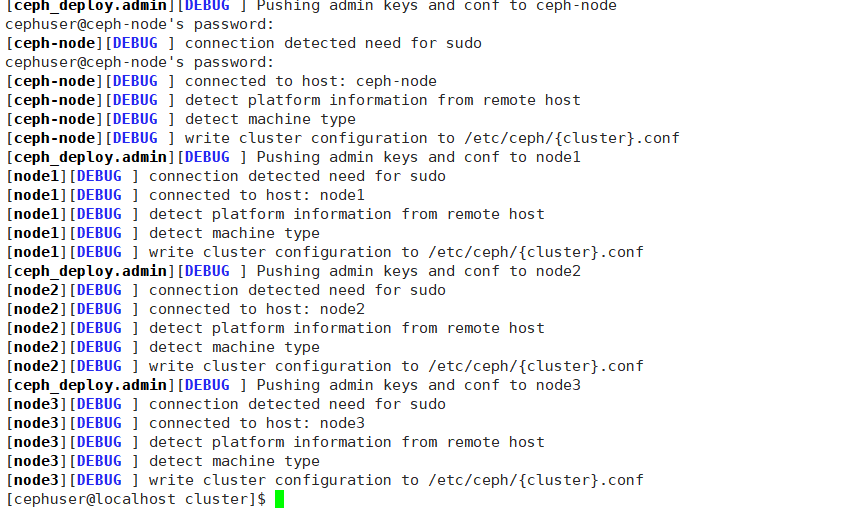 [ceph_deploy.admin][DEBUG ] Pushing admin keys and conf to ceph-node
cephuser@ceph-node's password:
[ceph-node][DEBUG ] connection detected need for sudo
cephuser@ceph-node's password:
[ceph-node][DEBUG ] connected to host: ceph-node
[ceph-node][DEBUG ] detect platform information from remote host
[ceph-node][DEBUG ] detect machine type
[ceph-node][DEBUG ] write cluster configuration to /etc/ceph/{cluster}.conf
[ceph_deploy.admin][DEBUG ] Pushing admin keys and conf to node1
[node1][DEBUG ] connection detected need for sudo
[node1][DEBUG ] connected to host: node1
[node1][DEBUG ] detect platform information from remote host
[node1][DEBUG ] detect machine type
[node1][DEBUG ] write cluster configuration to /etc/ceph/{cluster}.conf
[ceph_deploy.admin][DEBUG ] Pushing admin keys and conf to node2
[node2][DEBUG ] connection detected need for sudo
[node2][DEBUG ] connected to host: node2
[node2][DEBUG ] detect platform information from remote host
[node2][DEBUG ] detect machine type
[node2][DEBUG ] write cluster configuration to /etc/ceph/{cluster}.conf
[ceph_deploy.admin][DEBUG ] Pushing admin keys and conf to node3
[node3][DEBUG ] connection detected need for sudo
[node3][DEBUG ] connected to host: node3
[node3][DEBUG ] detect platform information from remote host
[node3][DEBUG ] detect machine type
[node3][DEBUG ] write cluster configuration to /etc/ceph/{cluster}.conf
[cephuser@localhost cluster]$